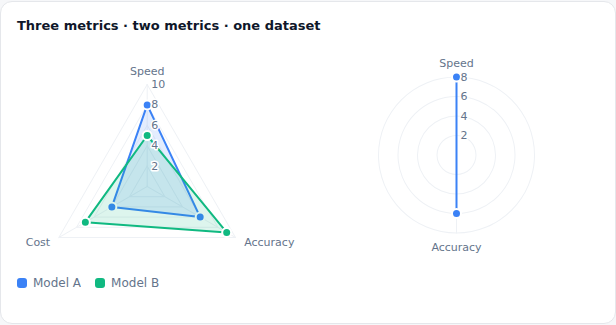 Three metrics · two metrics · one dataset
Speed
10
8
6
4
2
Cost
Accuracy
Speed
8
6
4
2
Accuracy
Model A
Model B